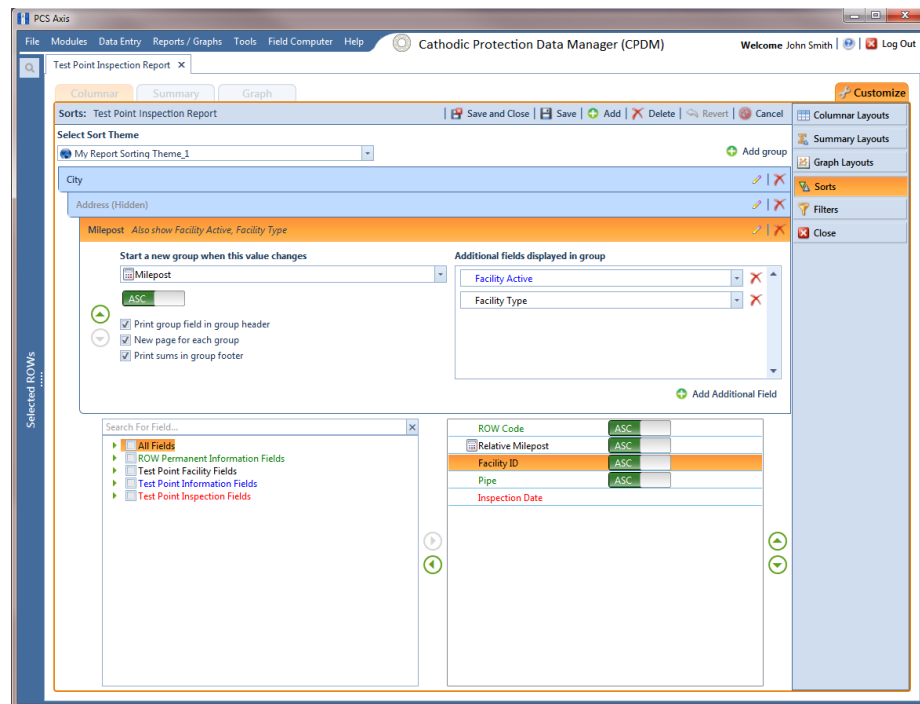 PCS Axis
File Modules Data Entry Reports / Graphs Tools Field Computer Help Cathodic Protection Data Manager (CPDM) Welcome John Smith | Log Out
Test Point Inspection Report X
Columnar Summary Graph Customize
Sorts: Test Point Inspection Report | Save and Close | Save | Add | Delete | Revert | Cancel
Columnar Layouts
Summary Layouts
Graph Layouts
Sorts
Filters
Close
Select Sort Theme
My Report Sorting Theme_1 Add group
City
Address (Hidden)
Milepost Also show Facility Active, Facility Type
Start a new group when this value changes
Milepost
ASC
Print group field in group header
New page for each group
Print sums in group footer
Additional fields displayed in group
Facility Active
Facility Type
Add Additional Field
Selected ROWs
Search For Field...
All Fields
ROW Permanent Information Fields
Test Point Facility Fields
Test Point Information Fields
Test Point Inspection Fields
ROW Code ASC
Relative Milepost ASC
Facility ID ASC
Pipe ASC
Inspection Date